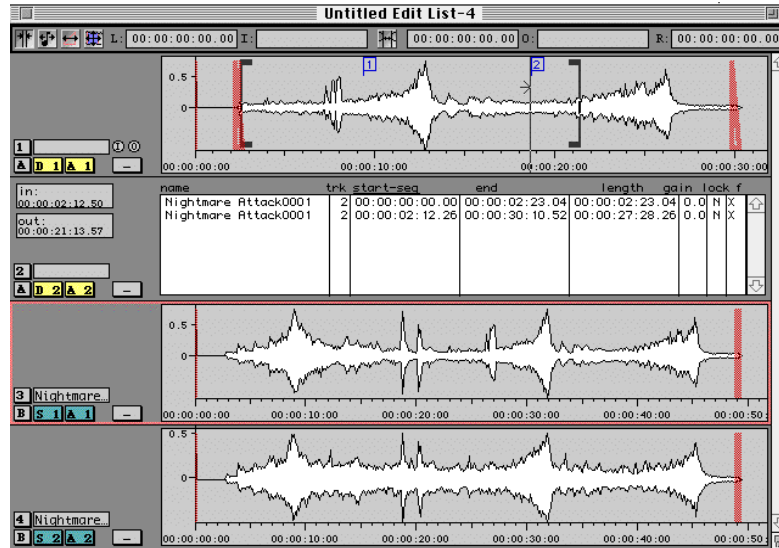 Untitled Edit List-4
L: 00:00:00:00.00 I: 00:00:00:00.00 O: R: 00:00:00.00
0.5
0
1 2
1 I O
A D 1 A 1 —
00:00:00:00 00:00:10:00 00:00:20:00 00:00:30:00
in:
00:00:02:12.50
out:
00:00:21:13.57
name trk start-seq end length gain lock f
Nightmare Attack0001 2 00:00:00:00.00 00:00:02:23.04 00:00:02:23.04 0.0 N X
Nightmare Attack0001 2 00:00:02:12.26 00:00:30:10.52 00:00:27:28.26 0.0 N X
2
A D 2 A 2 —
0.5
0
3 Nightmare...
B S 1 A 1 —
00:00:00:00 00:00:10:00 00:00:20:00 00:00:30:00 00:00:40:00 00:00:50:
0.5
0
4 Nightmare...
B S 2 A 2 —
00:00:00:00 00:00:10:00 00:00:20:00 00:00:30:00 00:00:40:00 00:00:50: